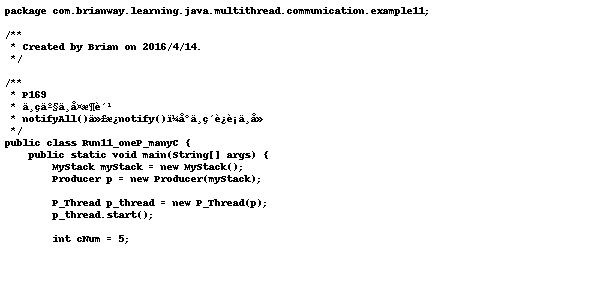 package com.brianway.learning.java.multithread.communication.example11;
/**
* Created by Brian on 2016/4/14.
*/
/**
* P169
* ä¸çäº§ä¸å¤æ¶è´¹
* notifyAll()ä»£æ¿notify()ï¼å°ä¸ç´è¿è¡ä¸å»
*/
public class Run11_oneP_manyC {
public static void main(String[] args) {
MyStack myStack = new MyStack();
Producer p = new Producer(myStack);
P_Thread p_thread = new P_Thread(p);
p_thread.start();
int cNum = 5;